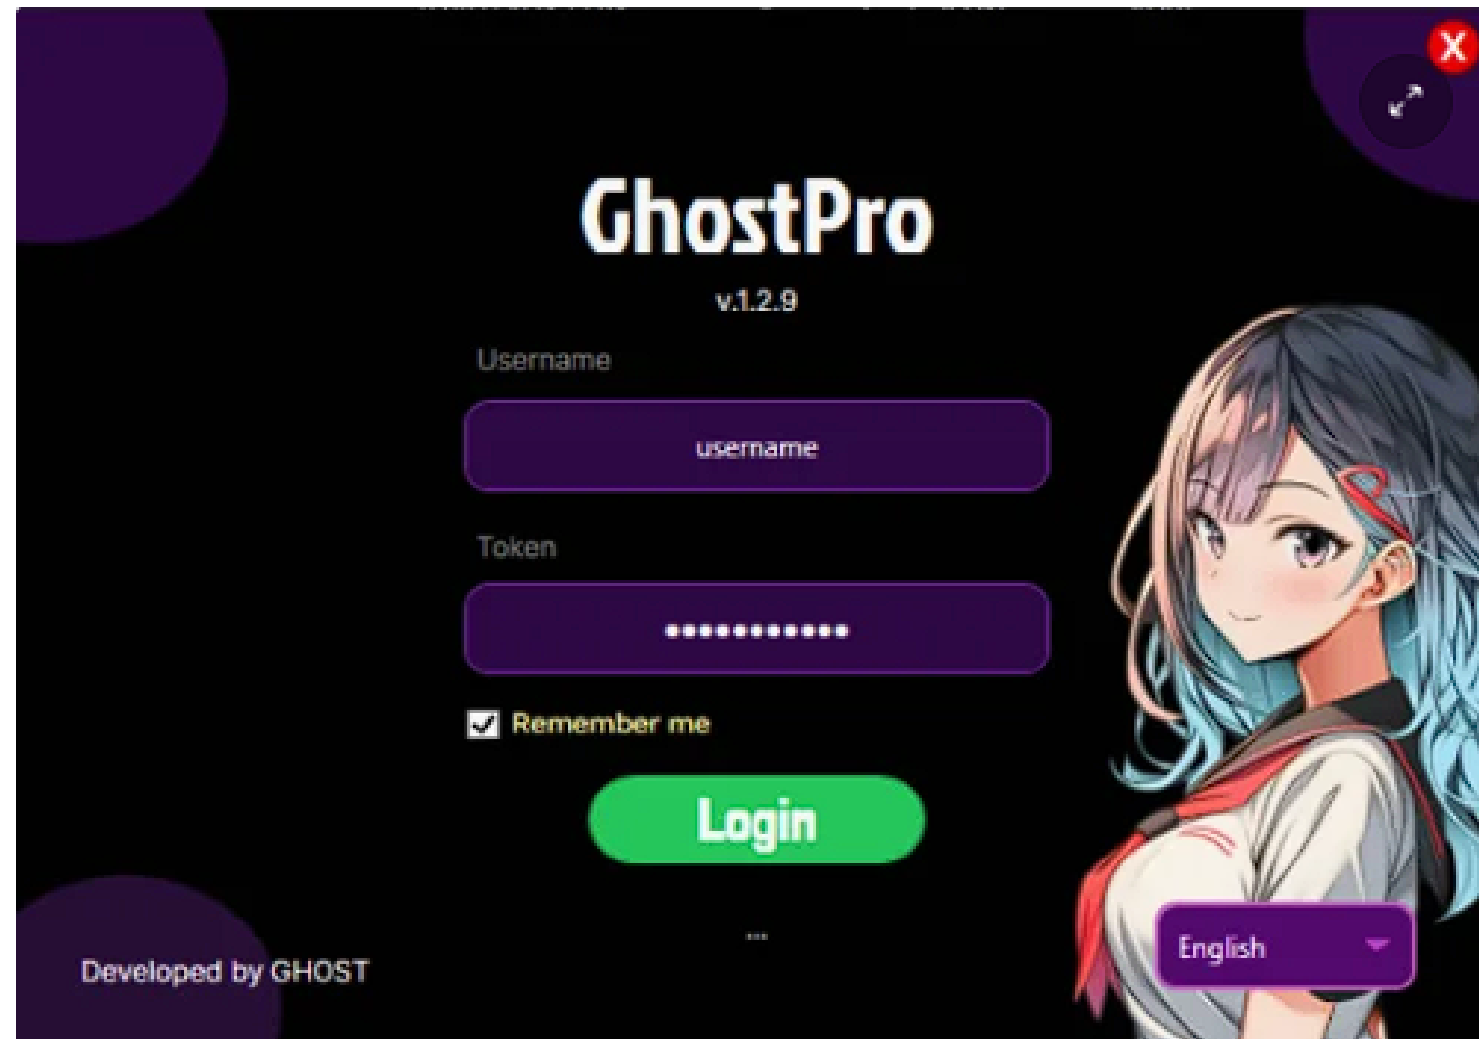 X
GhostPro
v.1.2.9
Username
username
Token
•••••••••••
Remember me
Login
...
English
Developed by GHOST